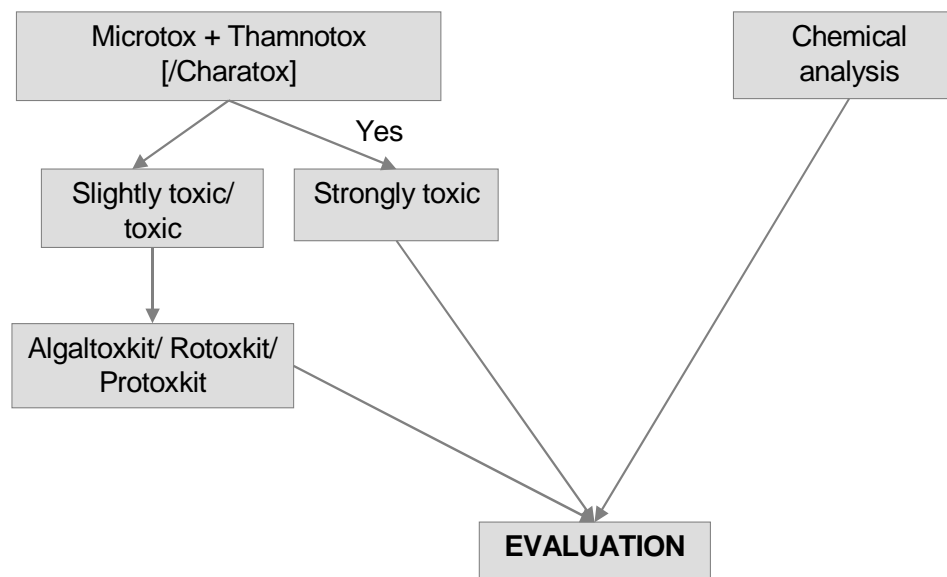 Microtox + Thamnotox
[/Charatox]
Chemical
analysis
Yes
Slightly toxic/
toxic
Strongly toxic
Algaltoxkit/ Rotoxkit/
Protoxkit
EVALUATION